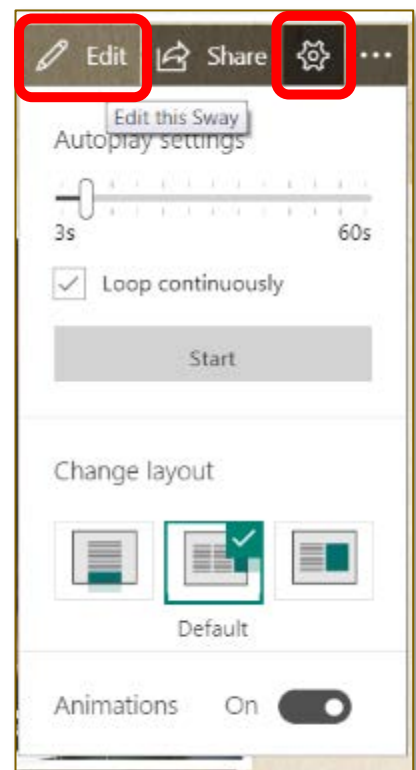 Edit Share ...
Edit this Sway
Autoplay settings
3s 60s
Loop continuously
Start
Change layout
Default
Animations On